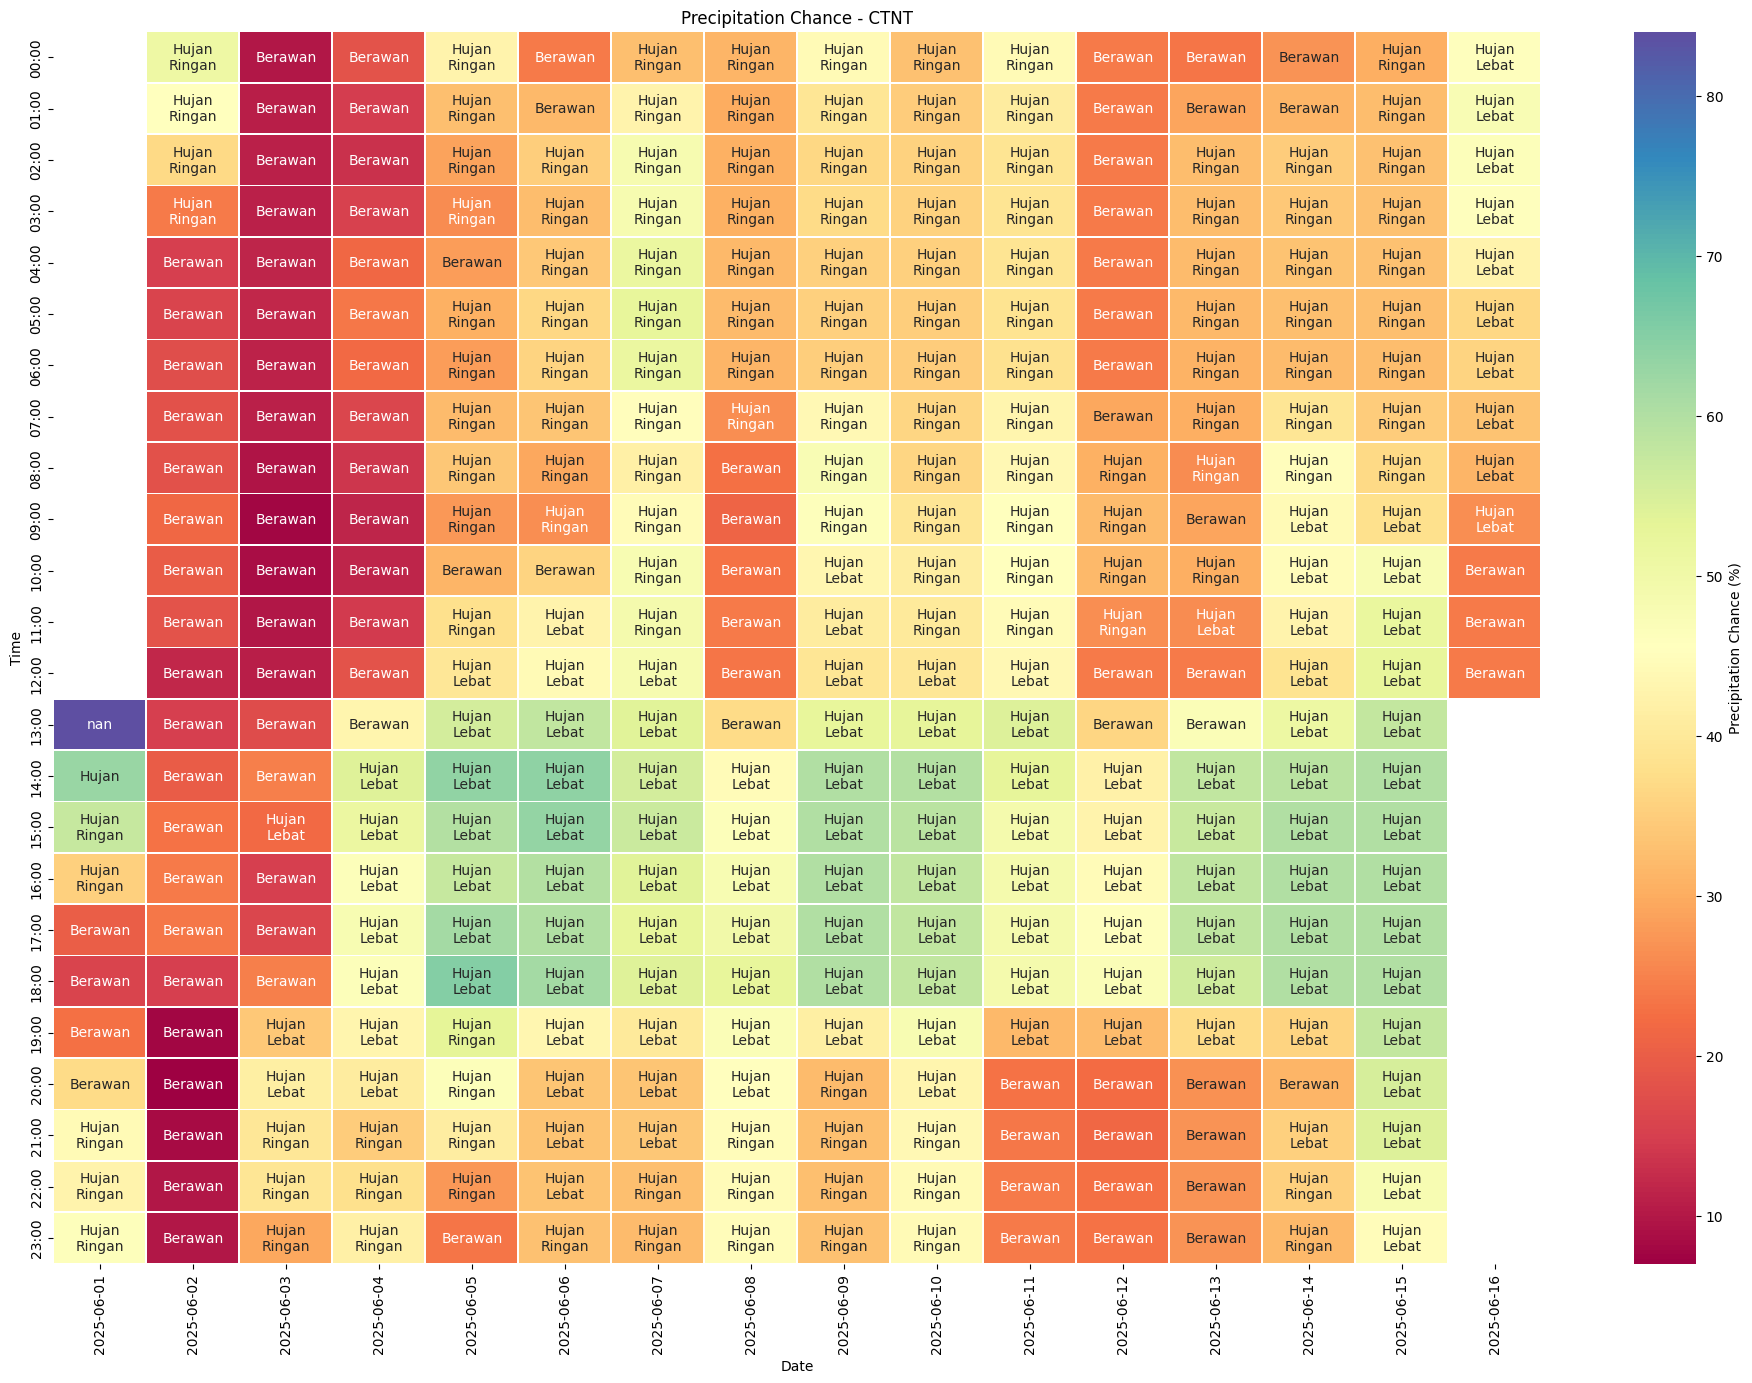 Precipitation Chance - CTNT
00:00 Hujan Ringan Berawan Berawan Hujan Ringan Berawan Hujan Ringan Hujan Ringan Hujan Ringan Hujan Ringan Hujan Ringan Berawan Berawan Berawan Hujan Ringan Hujan Lebat
01:00 Hujan Ringan Berawan Berawan Hujan Ringan Berawan Hujan Ringan Hujan Ringan Hujan Ringan Hujan Ringan Hujan Ringan Berawan Berawan Berawan Hujan Ringan Hujan Lebat
02:00 Hujan Ringan Berawan Berawan Hujan Ringan Hujan Ringan Hujan Ringan Hujan Ringan Hujan Ringan Hujan Ringan Hujan Ringan Berawan Hujan Ringan Hujan Ringan Hujan Ringan Hujan Lebat
03:00 Hujan Ringan Berawan Berawan Hujan Ringan Hujan Ringan Hujan Ringan Hujan Ringan Hujan Ringan Hujan Ringan Hujan Ringan Berawan Hujan Ringan Hujan Ringan Hujan Ringan Hujan Lebat
04:00 Berawan Berawan Berawan Berawan Hujan Ringan Hujan Ringan Hujan Ringan Hujan Ringan Hujan Ringan Hujan Ringan Berawan Hujan Ringan Hujan Ringan Hujan Ringan Hujan Lebat
05:00 Berawan Berawan Berawan Hujan Ringan Hujan Ringan Hujan Ringan Hujan Ringan Hujan Ringan Hujan Ringan Hujan Ringan Berawan Hujan Ringan Hujan Ringan Hujan Ringan Hujan Lebat
06:00 Berawan Berawan Berawan Hujan Ringan Hujan Ringan Hujan Ringan Hujan Ringan Hujan Ringan Hujan Ringan Hujan Ringan Berawan Hujan Ringan Hujan Ringan Hujan Ringan Hujan Lebat
07:00 Berawan Berawan Berawan Hujan Ringan Hujan Ringan Hujan Ringan Hujan Ringan Hujan Ringan Hujan Ringan Hujan Ringan Berawan Hujan Ringan Hujan Ringan Hujan Ringan Hujan Lebat
08:00 Berawan Berawan Berawan Hujan Ringan Hujan Ringan Hujan Ringan Berawan Hujan Ringan Hujan Ringan Hujan Ringan Hujan Ringan Hujan Ringan Hujan Ringan Hujan Ringan Hujan Lebat
09:00 Berawan Berawan Berawan Hujan Ringan Hujan Ringan Hujan Ringan Berawan Hujan Ringan Hujan Ringan Hujan Ringan Hujan Ringan Berawan Hujan Lebat Hujan Lebat Hujan Lebat
10:00 Berawan Berawan Berawan Berawan Berawan Hujan Ringan Berawan Hujan Lebat Hujan Ringan Hujan Ringan Hujan Ringan Hujan Ringan Hujan Lebat Hujan Lebat Berawan
11:00 Berawan Berawan Berawan Hujan Ringan Hujan Lebat Hujan Ringan Berawan Hujan Lebat Hujan Ringan Hujan Ringan Hujan Ringan Hujan Lebat Hujan Lebat Hujan Lebat Berawan
12:00 Berawan Berawan Berawan Hujan Lebat Hujan Lebat Hujan Lebat Berawan Hujan Lebat Hujan Lebat Hujan Lebat Berawan Berawan Hujan Lebat Hujan Lebat Berawan
13:00 nan Berawan Berawan Berawan Hujan Lebat Hujan Lebat Hujan Lebat Berawan Hujan Lebat Hujan Lebat Hujan Lebat Berawan Berawan Hujan Lebat Hujan Lebat
14:00 Hujan Berawan Berawan Hujan Lebat Hujan Lebat Hujan Lebat Hujan Lebat Hujan Lebat Hujan Lebat Hujan Lebat Hujan Lebat Hujan Lebat Hujan Lebat Hujan Lebat Hujan Lebat
15:00 Hujan Ringan Berawan Hujan Lebat Hujan Lebat Hujan Lebat Hujan Lebat Hujan Lebat Hujan Lebat Hujan Lebat Hujan Lebat Hujan Lebat Hujan Lebat Hujan Lebat Hujan Lebat Hujan Lebat
16:00 Hujan Ringan Berawan Berawan Hujan Lebat Hujan Lebat Hujan Lebat Hujan Lebat Hujan Lebat Hujan Lebat Hujan Lebat Hujan Lebat Hujan Lebat Hujan Lebat Hujan Lebat Hujan Lebat
17:00 Berawan Berawan Berawan Hujan Lebat Hujan Lebat Hujan Lebat Hujan Lebat Hujan Lebat Hujan Lebat Hujan Lebat Hujan Lebat Hujan Lebat Hujan Lebat Hujan Lebat Hujan Lebat
18:00 Berawan Berawan Berawan Hujan Lebat Hujan Lebat Hujan Lebat Hujan Lebat Hujan Lebat Hujan Lebat Hujan Lebat Hujan Lebat Hujan Lebat Hujan Lebat Hujan Lebat Hujan Lebat
19:00 Berawan Berawan Hujan Lebat Hujan Lebat Hujan Ringan Hujan Lebat Hujan Lebat Hujan Lebat Hujan Lebat Hujan Lebat Hujan Lebat Hujan Lebat Hujan Lebat Hujan Lebat Hujan Lebat
20:00 Berawan Berawan Hujan Lebat Hujan Lebat Hujan Ringan Hujan Lebat Hujan Lebat Hujan Lebat Hujan Ringan Hujan Lebat Berawan Berawan Berawan Berawan Hujan Lebat
21:00 Hujan Ringan Berawan Hujan Ringan Hujan Ringan Hujan Ringan Hujan Lebat Hujan Lebat Hujan Ringan Hujan Ringan Hujan Ringan Berawan Berawan Berawan Hujan Lebat Hujan Lebat
22:00 Hujan Ringan Berawan Hujan Ringan Hujan Ringan Hujan Ringan Hujan Lebat Hujan Ringan Hujan Ringan Hujan Ringan Hujan Ringan Berawan Berawan Berawan Hujan Ringan Hujan Lebat
23:00 Hujan Ringan Berawan Hujan Ringan Hujan Ringan Berawan Hujan Ringan Hujan Ringan Hujan Ringan Hujan Ringan Hujan Ringan Berawan Berawan Berawan Hujan Ringan Hujan Lebat
Time
2025-06-01 2025-06-02 2025-06-03 2025-06-04 2025-06-05 2025-06-06 2025-06-07 2025-06-08 2025-06-09 2025-06-10 2025-06-11 2025-06-12 2025-06-13 2025-06-14 2025-06-15 2025-06-16
Date
80
70
60
50
40
30
20
10
Precipitation Chance (%)